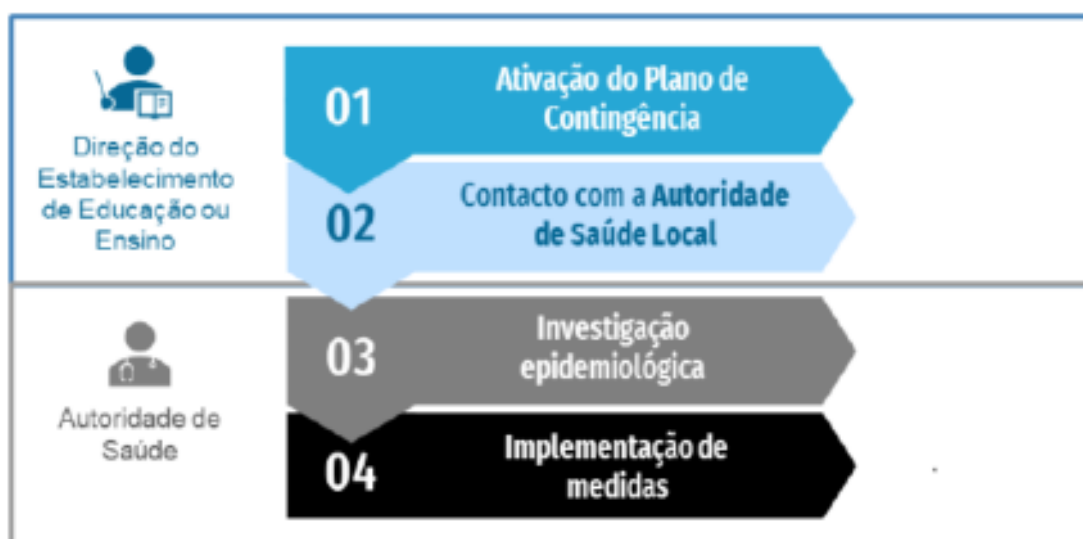 Direção do
Estabelecimento
de Educação ou
Ensino
01
Ativação do Plano de
Contingência
02
Contacto com a Autoridade
de Saúde Local
Autoridade de
Saúde
03
Investigação
epidemiológica
04
Implementação de
medidas